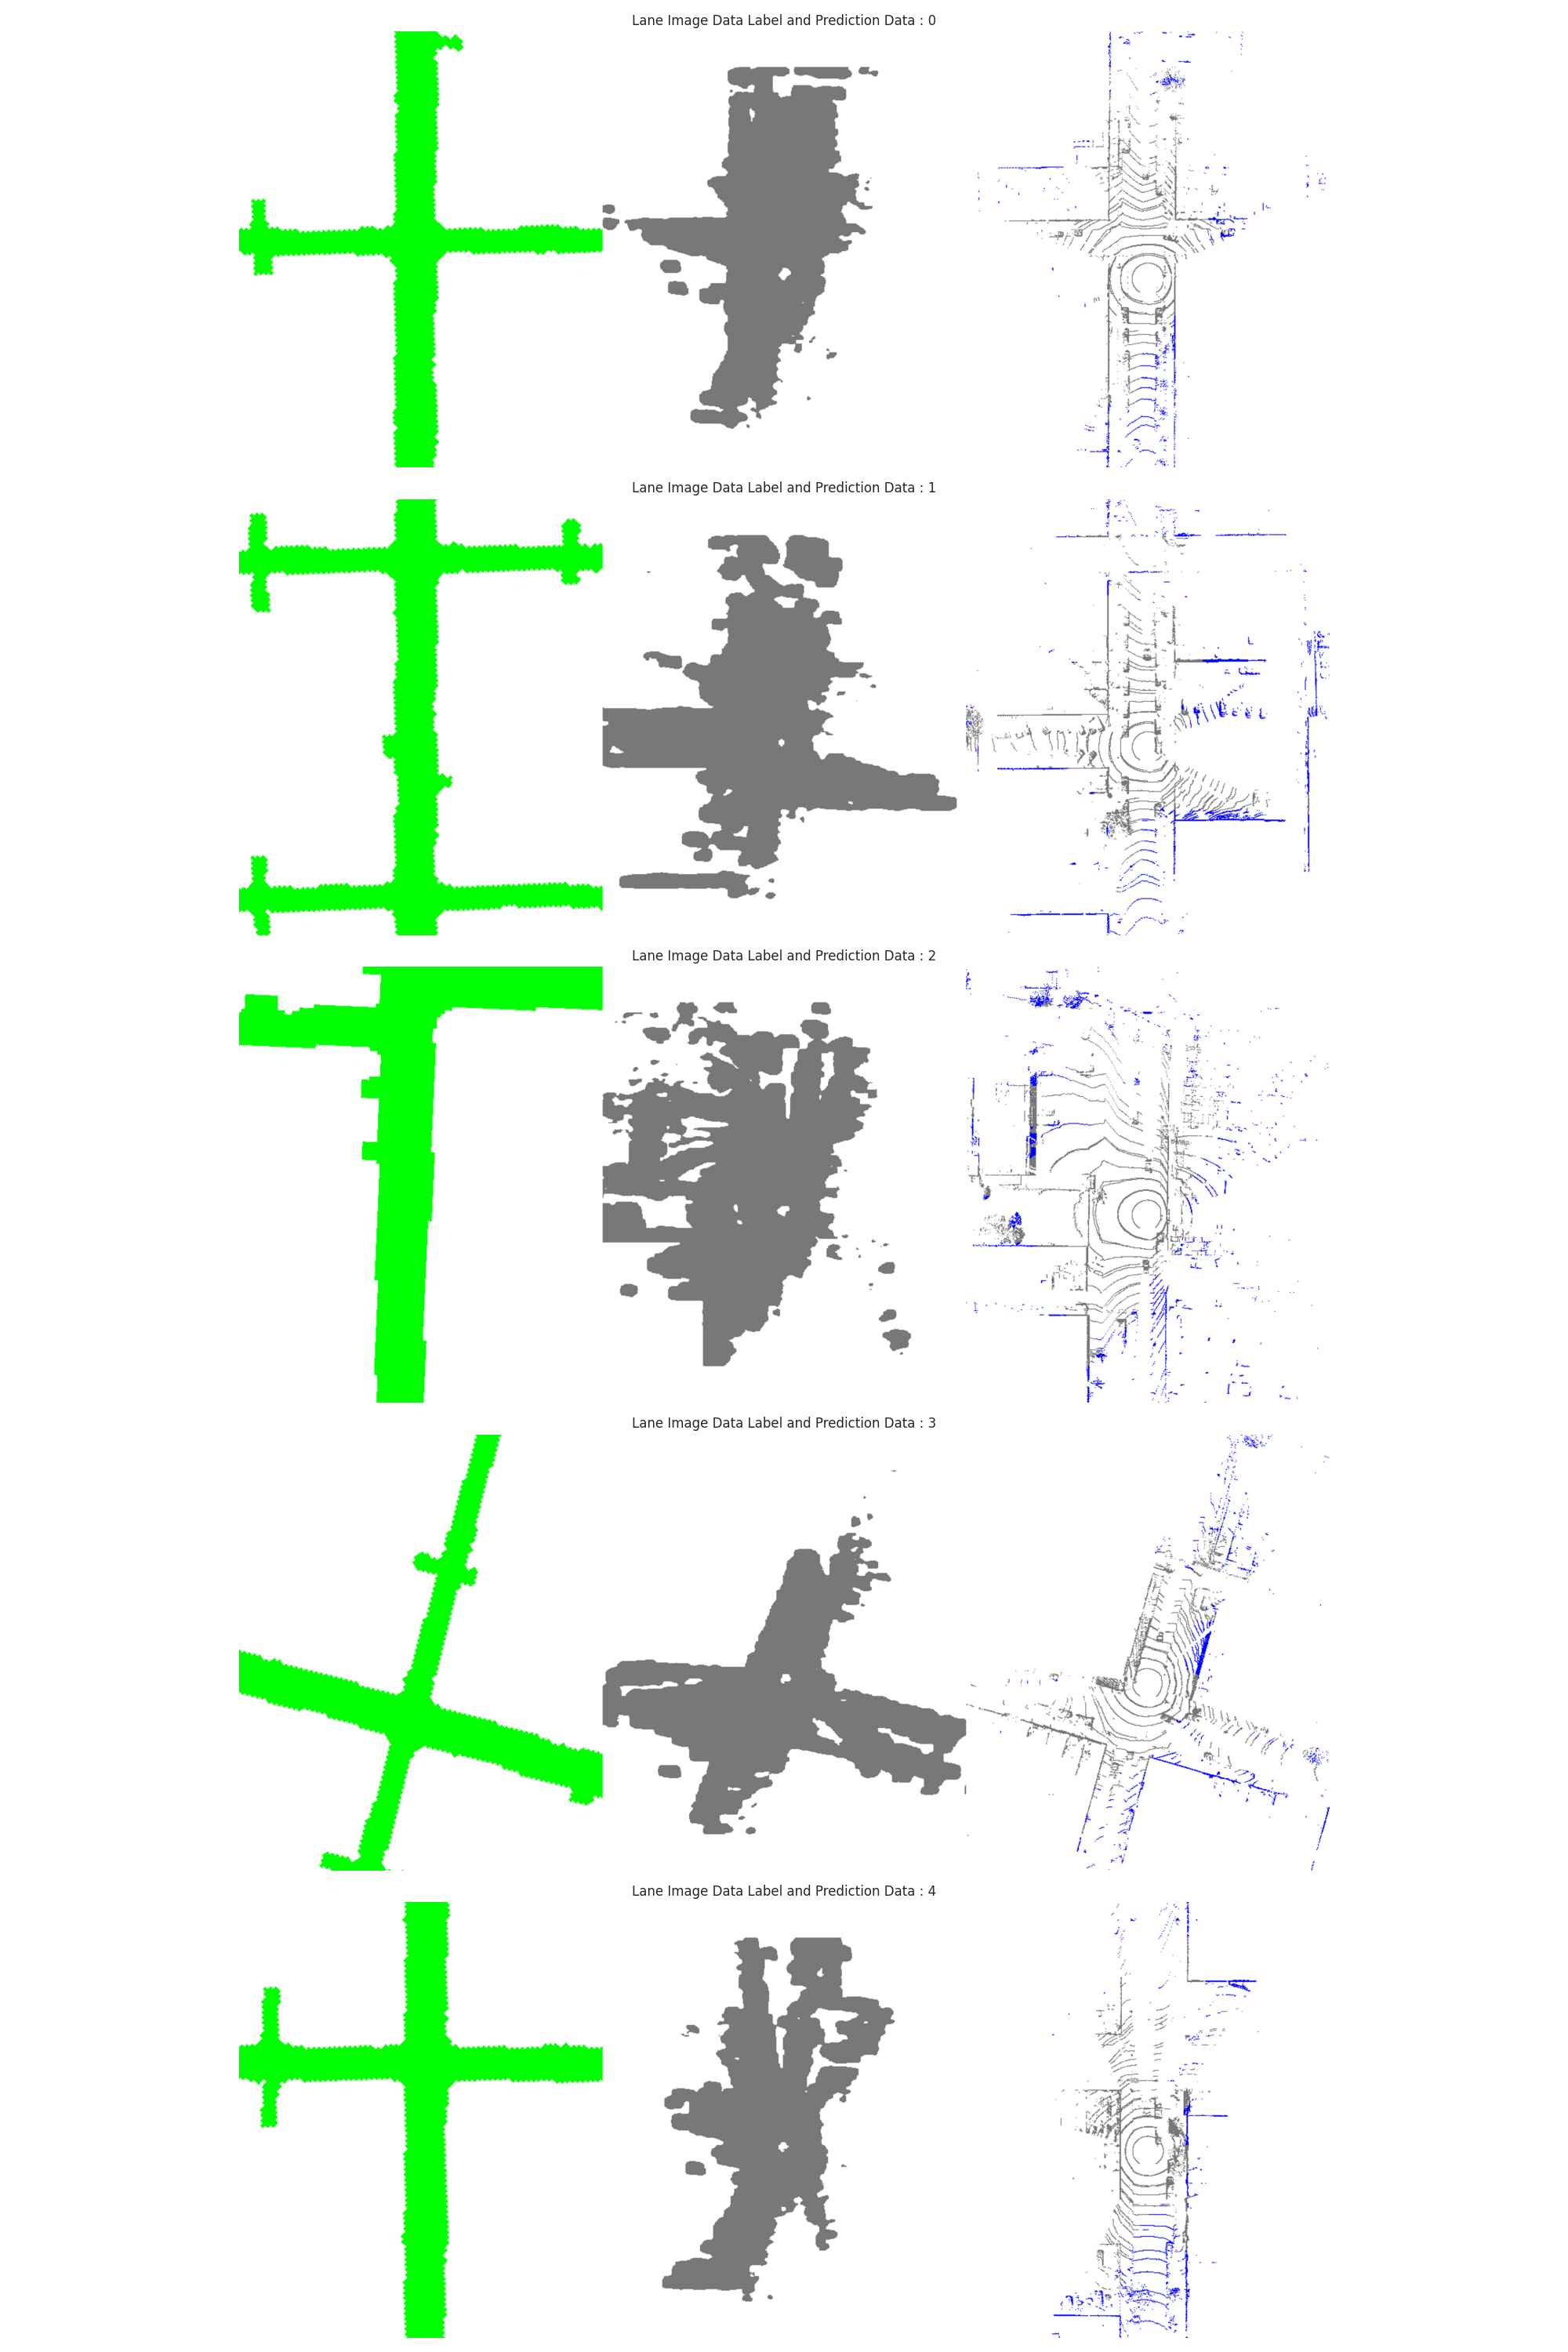 Lane Image Data Label and Prediction Data : 0
Lane Image Data Label and Prediction Data : 1
Lane Image Data Label and Prediction Data : 2
Lane Image Data Label and Prediction Data : 3
Lane Image Data Label and Prediction Data : 4